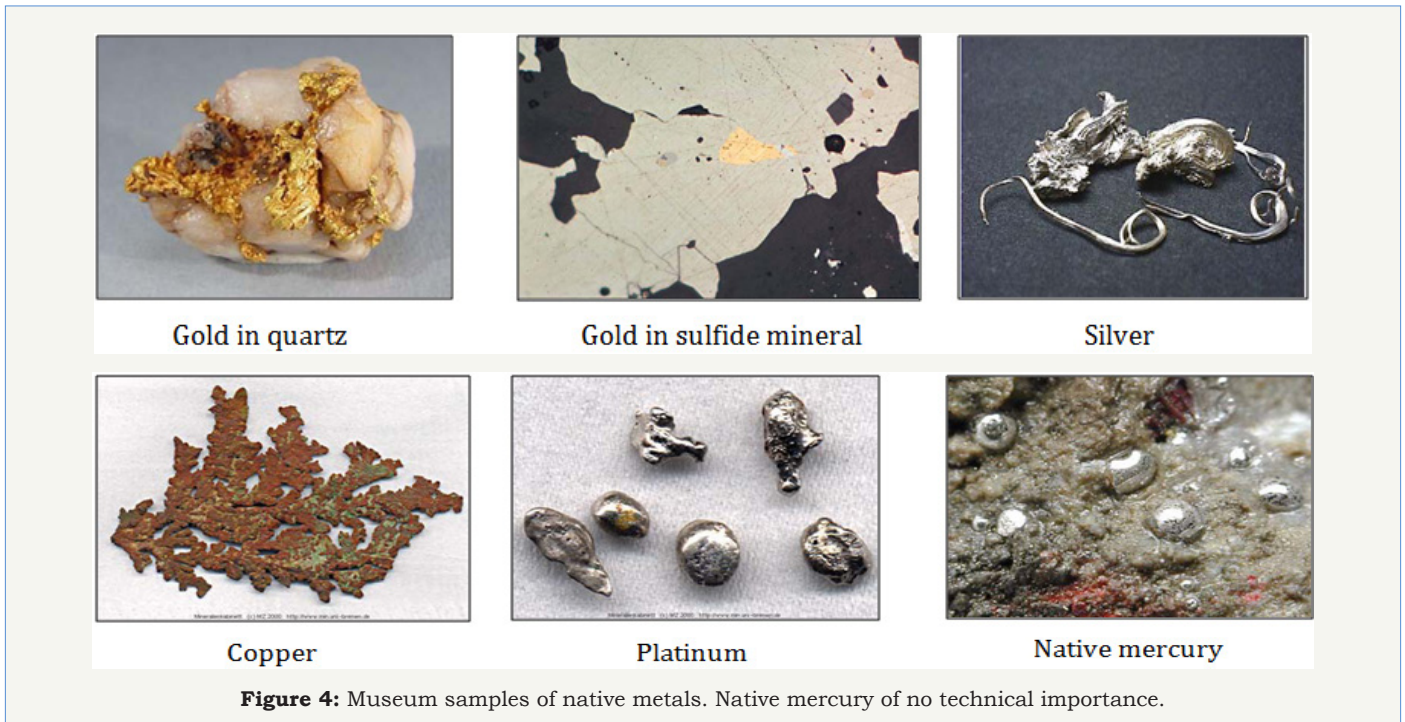 Gold in quartz
Gold in sulfide mineral
Silver
Copper
Platinum
Native mercury
Figure 4: Museum samples of native metals. Native mercury of no technical importance.